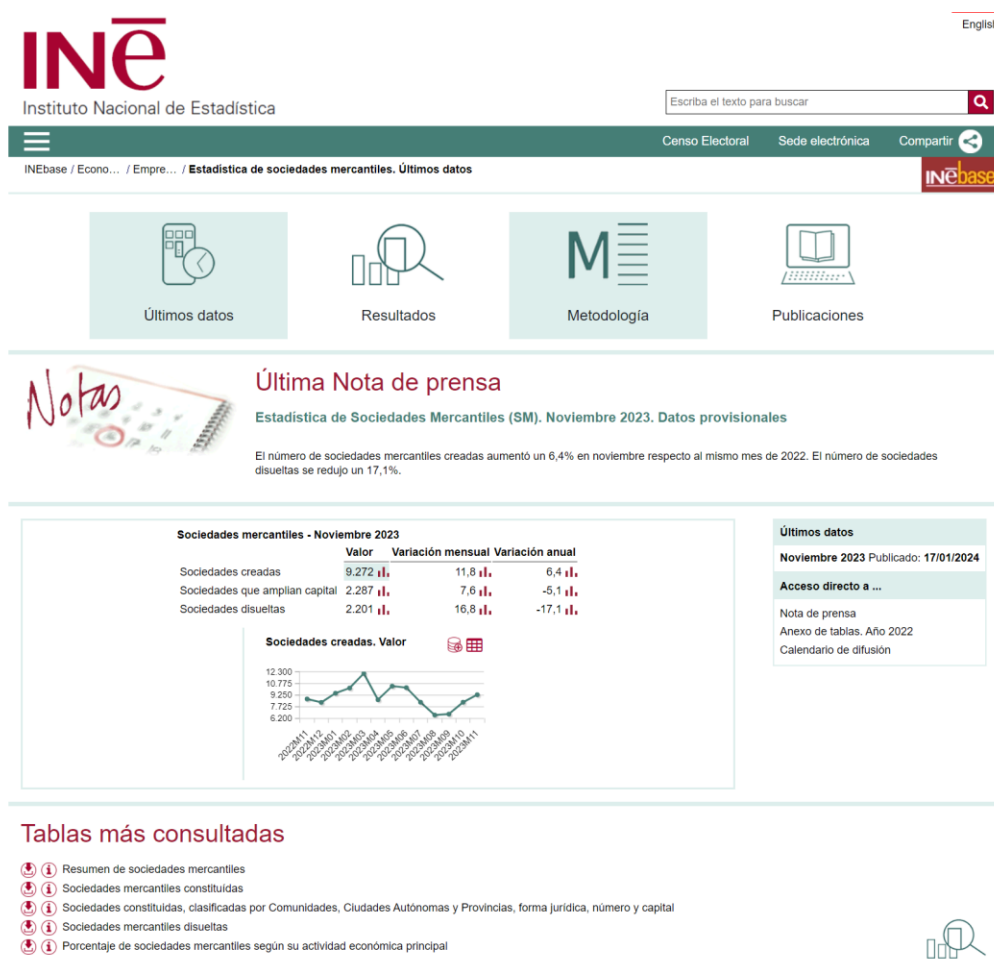 INe
English
Instituto Nacional de Estadística
Escriba el texto para buscar
Censo Electoral Sede electrónica Compartir
INEbase / Econo... / Empre... / Estadística de sociedades mercantiles. Últimos datos
INebase
Últimos datos Resultados Metodología Publicaciones
Notas
Última Nota de prensa
Estadística de Sociedades Mercantiles (SM). Noviembre 2023. Datos provisionales
El número de sociedades mercantiles creadas aumentó un 6,4% en noviembre respecto al mismo mes de 2022. El número de sociedades
disueltas se redujo un 17,1%.
Sociedades mercantiles - Noviembre 2023
Valor Variación mensual Variación anual
Sociedades creadas 9.272 11,8 6,4
Sociedades que amplian capital 2.287 7,6 -5,1
Sociedades disueltas 2.201 16,8 -17,1
Sociedades creadas. Valor
12.300
10.775
9.250
7.725
6.200
2022M11 2022M12 2023M01 2023M02 2023M03 2023M04 2023M05 2023M06 2023M07 2023M08 2023M09 2023M10 2023M11
Últimos datos
Noviembre 2023 Publicado: 17/01/2024
Acceso directo a ...
Nota de prensa
Anexo de tablas. Año 2022
Calendario de difusión
Tablas más consultadas
Resumen de sociedades mercantiles
Sociedades mercantiles constituídas
Sociedades constituidas, clasificadas por Comunidades, Ciudades Autónomas y Provincias, forma jurídica, número y capital
Sociedades mercantiles disueltas
Porcentaje de sociedades mercantiles según su actividad económica principal